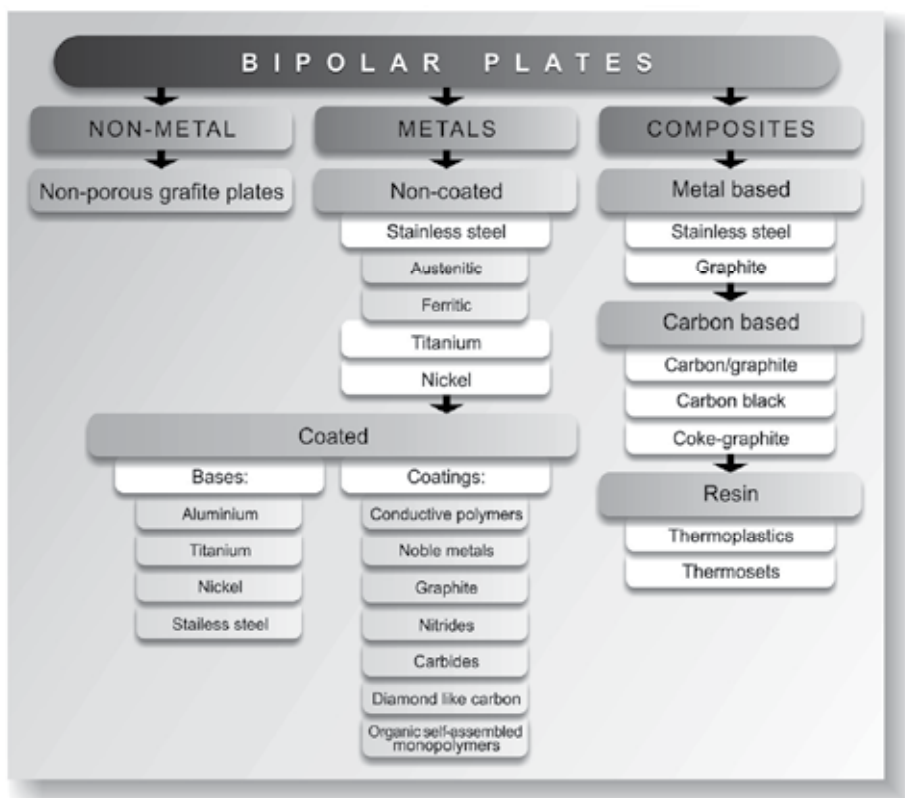 BIPOLAR PLATES
NON-METAL
Non-porous grafite plates
METALS
Non-coated
Stainless steel
Austenitic
Ferritic
Titanium
Nickel
Coated
Bases:
Aluminium
Titanium
Nickel
Stailess steel
Coatings:
Conductive polymers
Noble metals
Graphite
Nitrides
Carbides
Diamond like carbon
Organic self-assembled
monopolymers
COMPOSITES
Metal based
Stainless steel
Graphite
Carbon based
Carbon/graphite
Carbon black
Coke-graphite
Resin
Thermoplastics
Thermosets